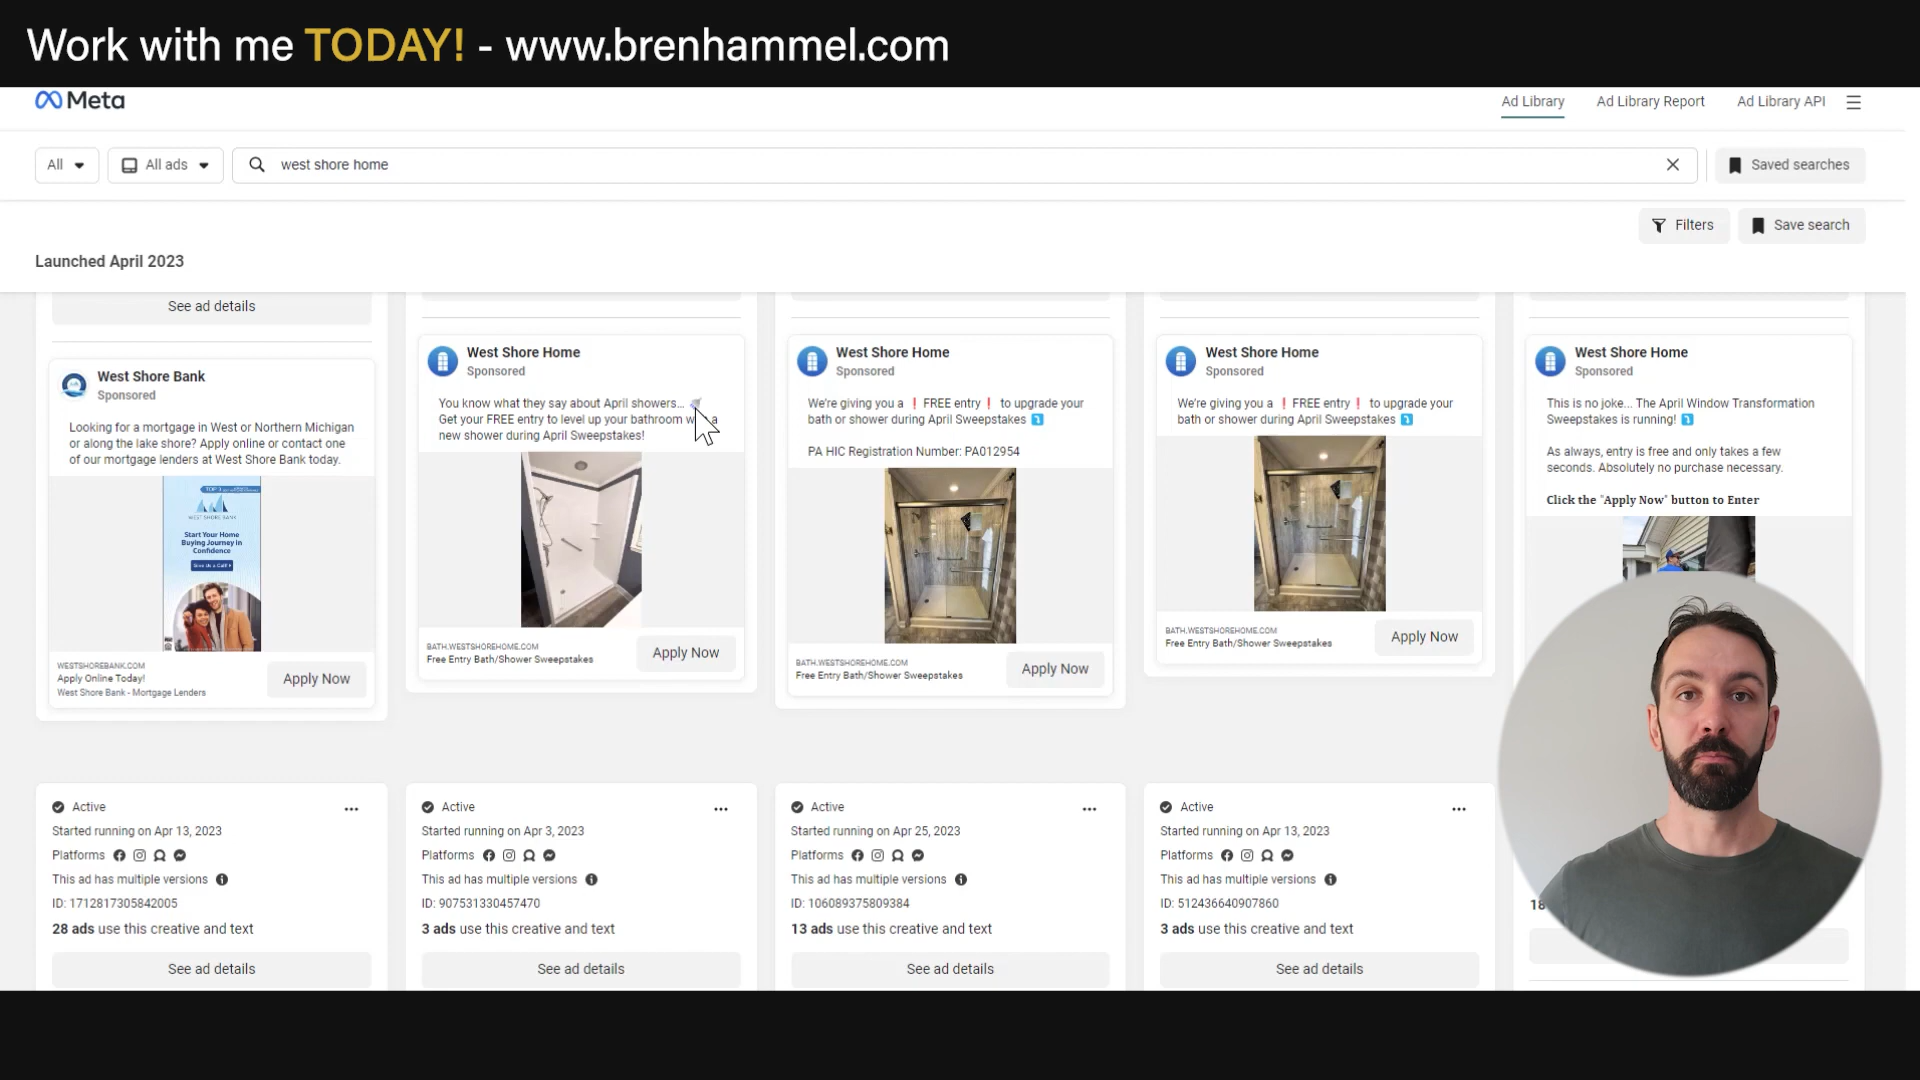 Work with me TODAY! - www.brenhammel.com
Meta
Ad Library
Ad Library Report
Ad Library API
All
All ads
west shore home
Saved searches
Filters
Save search
Launched April 2023
See ad details
West Shore Bank
Sponsored
Looking for a mortgage in West or Northern Michigan
or along the lake shore? Apply online or contact one
of our mortgage lenders at West Shore Bank today.
WEST SHORE BANK
Start Your Home
Buying Journey in
Confidence
WESTSHOREBANK.COM
Apply Online Today!
West Shore Bank - Mortgage Lenders
Apply Now
West Shore Home
Sponsored
You know what they say about April showers...
Get your FREE entry to level up your bathroom a
new shower during April Sweepstakes!
BATH.WESTSHOREHOME.COM
Free Entry Bath/Shower Sweepstakes
Apply Now
West Shore Home
Sponsored
We're giving you a ❗ FREE entry ❗ to upgrade your
bath or shower during April Sweepstakes ⤵️
PA HIC Registration Number: PA012954
BATH.WESTSHOREHOME.COM
Free Entry Bath/Shower Sweepstakes
Apply Now
West Shore Home
Sponsored
We're giving you a ❗ FREE entry ❗ to upgrade your
bath or shower during April Sweepstakes ⤵️
BATH.WESTSHOREHOME.COM
Free Entry Bath/Shower Sweepstakes
Apply Now
West Shore Home
Sponsored
This is no joke... The April Window Transformation
Sweepstakes is running! ⤵️
As always, entry is free and only takes a few
seconds. Absolutely no purchase necessary.
Click the "Apply Now" button to Enter
Active
Started running on Apr 13, 2023
Platforms
This ad has multiple versions
ID: 1712817305842005
28 ads use this creative and text
See ad details
Active
Started running on Apr 3, 2023
Platforms
This ad has multiple versions
ID: 907531330457470
3 ads use this creative and text
See ad details
Active
Started running on Apr 25, 2023
Platforms
This ad has multiple versions
ID: 106089375809384
13 ads use this creative and text
See ad details
Active
Started running on Apr 13, 2023
Platforms
This ad has multiple versions
ID: 512436640907860
3 ads use this creative and text
See ad details
18